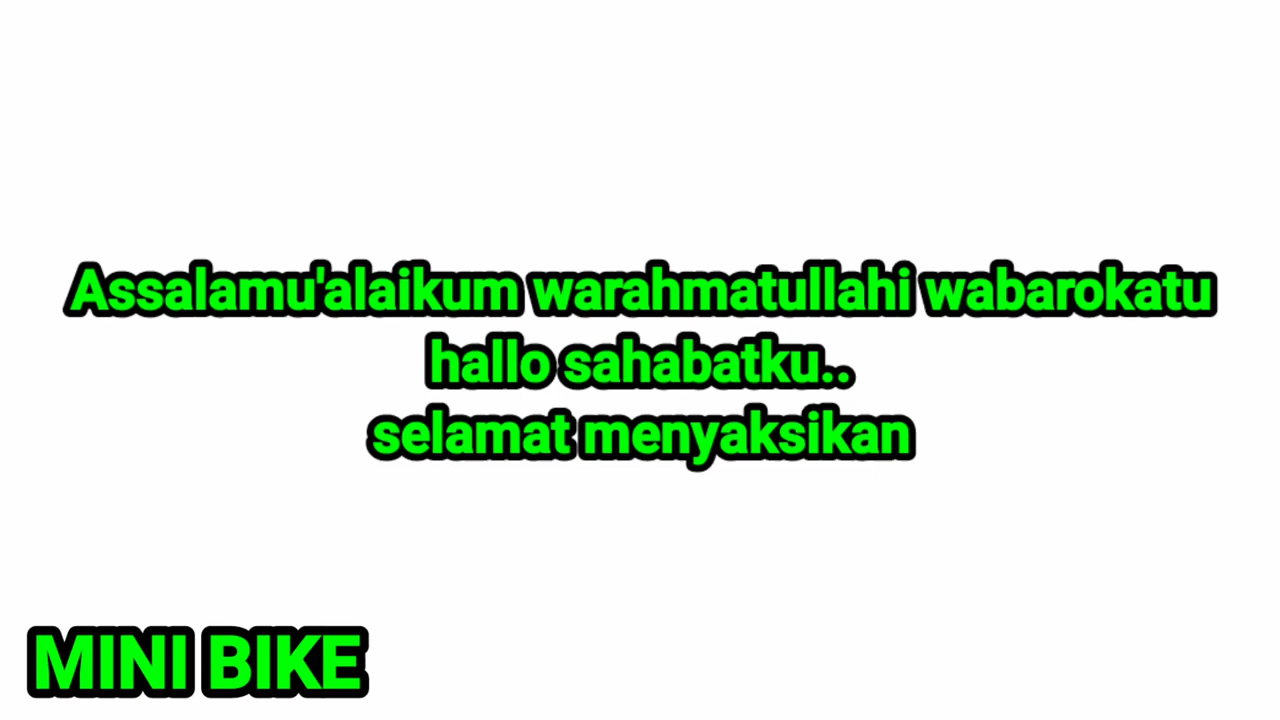 Assalamu'alaikum warahmatullahi wabarokatu
hallo sahabatku..
selamat menyaksikan
MINI BIKE